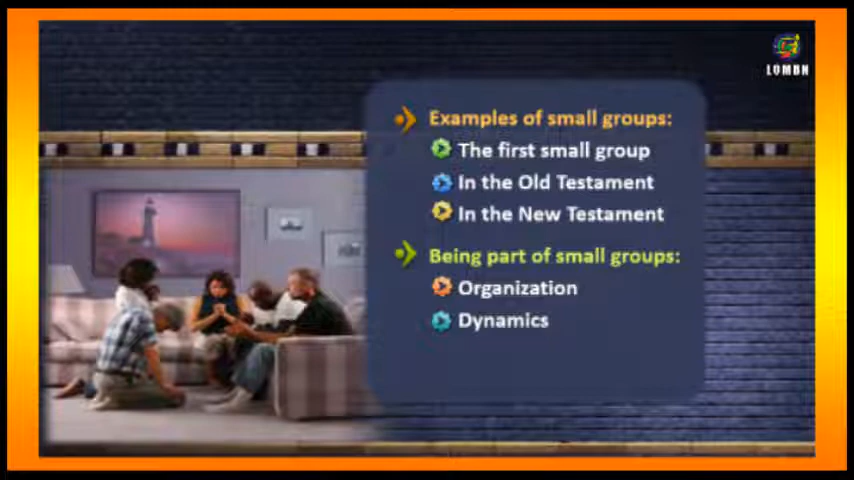 LOMBN
Examples of small groups:
The first small group
In the Old Testament
In the New Testament
Being part of small groups:
Organization
Dynamics